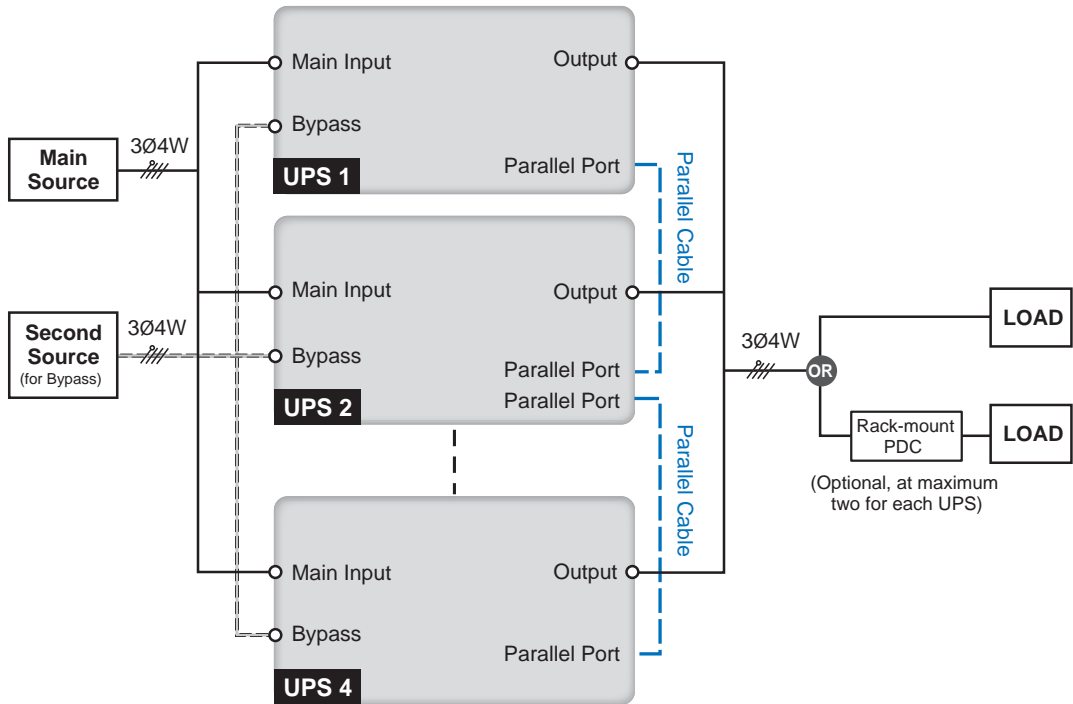 Main Input
Output
Bypass
Parallel Port
UPS 1
3Ø4W
Main
Source
Parallel Cable
Main Input
Output
Bypass
Parallel Port
Parallel Port
UPS 2
3Ø4W
Second
Source
(for Bypass)
3Ø4W
OR
LOAD
Rack-mount
PDC
LOAD
(Optional, at maximum
two for each UPS)
Parallel Cable
Main Input
Output
Bypass
Parallel Port
UPS 4